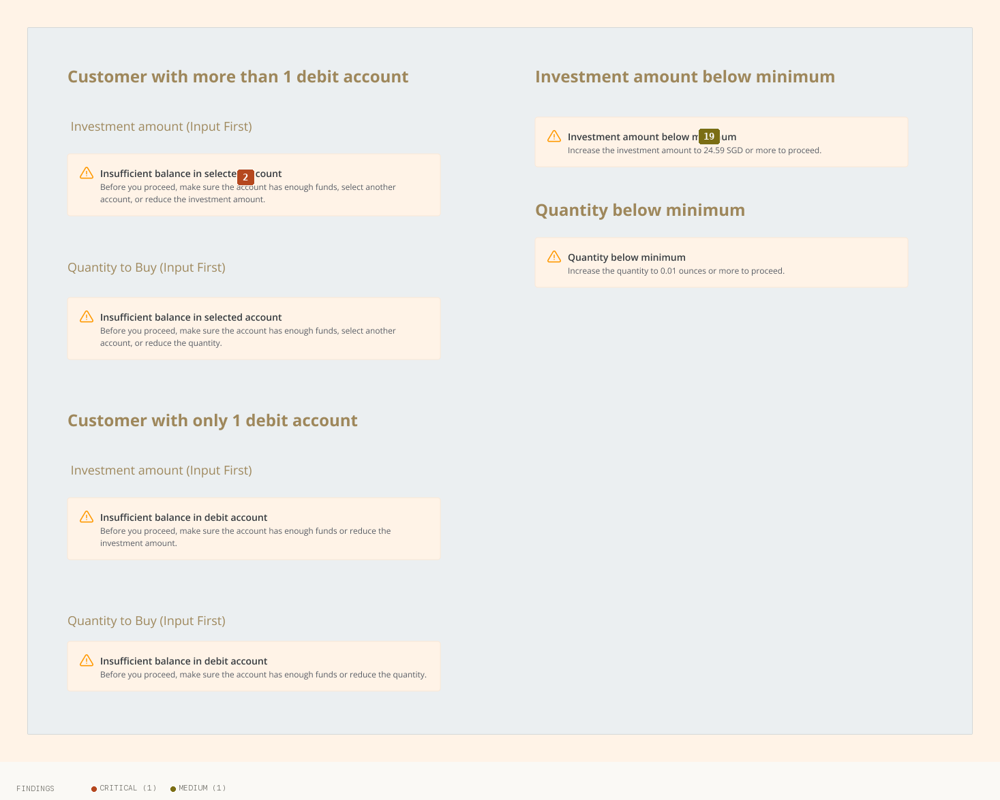 Customer with more than 1 debit account
Investment amount (Input First)
Insufficient balance in selecte count
2
Before you proceed, make sure the account has enough funds, select another
account, or reduce the investment amount.
Quantity to Buy (Input First)
Insufficient balance in selected account
Before you proceed, make sure the account has enough funds, select another
account, or reduce the quantity.
Customer with only 1 debit account
Investment amount (Input First)
Insufficient balance in debit account
Before you proceed, make sure the account has enough funds or reduce the
investment amount.
Quantity to Buy (Input First)
Insufficient balance in debit account
Before you proceed, make sure the account has enough funds or reduce the quantity.
Investment amount below minimum
Investment amount below m um
19
Increase the investment amount to 24.59 SGD or more to proceed.
Quantity below minimum
Quantity below minimum
Increase the quantity to 0.01 ounces or more to proceed.
FINDINGS CRITICAL (1) MEDIUM (1)